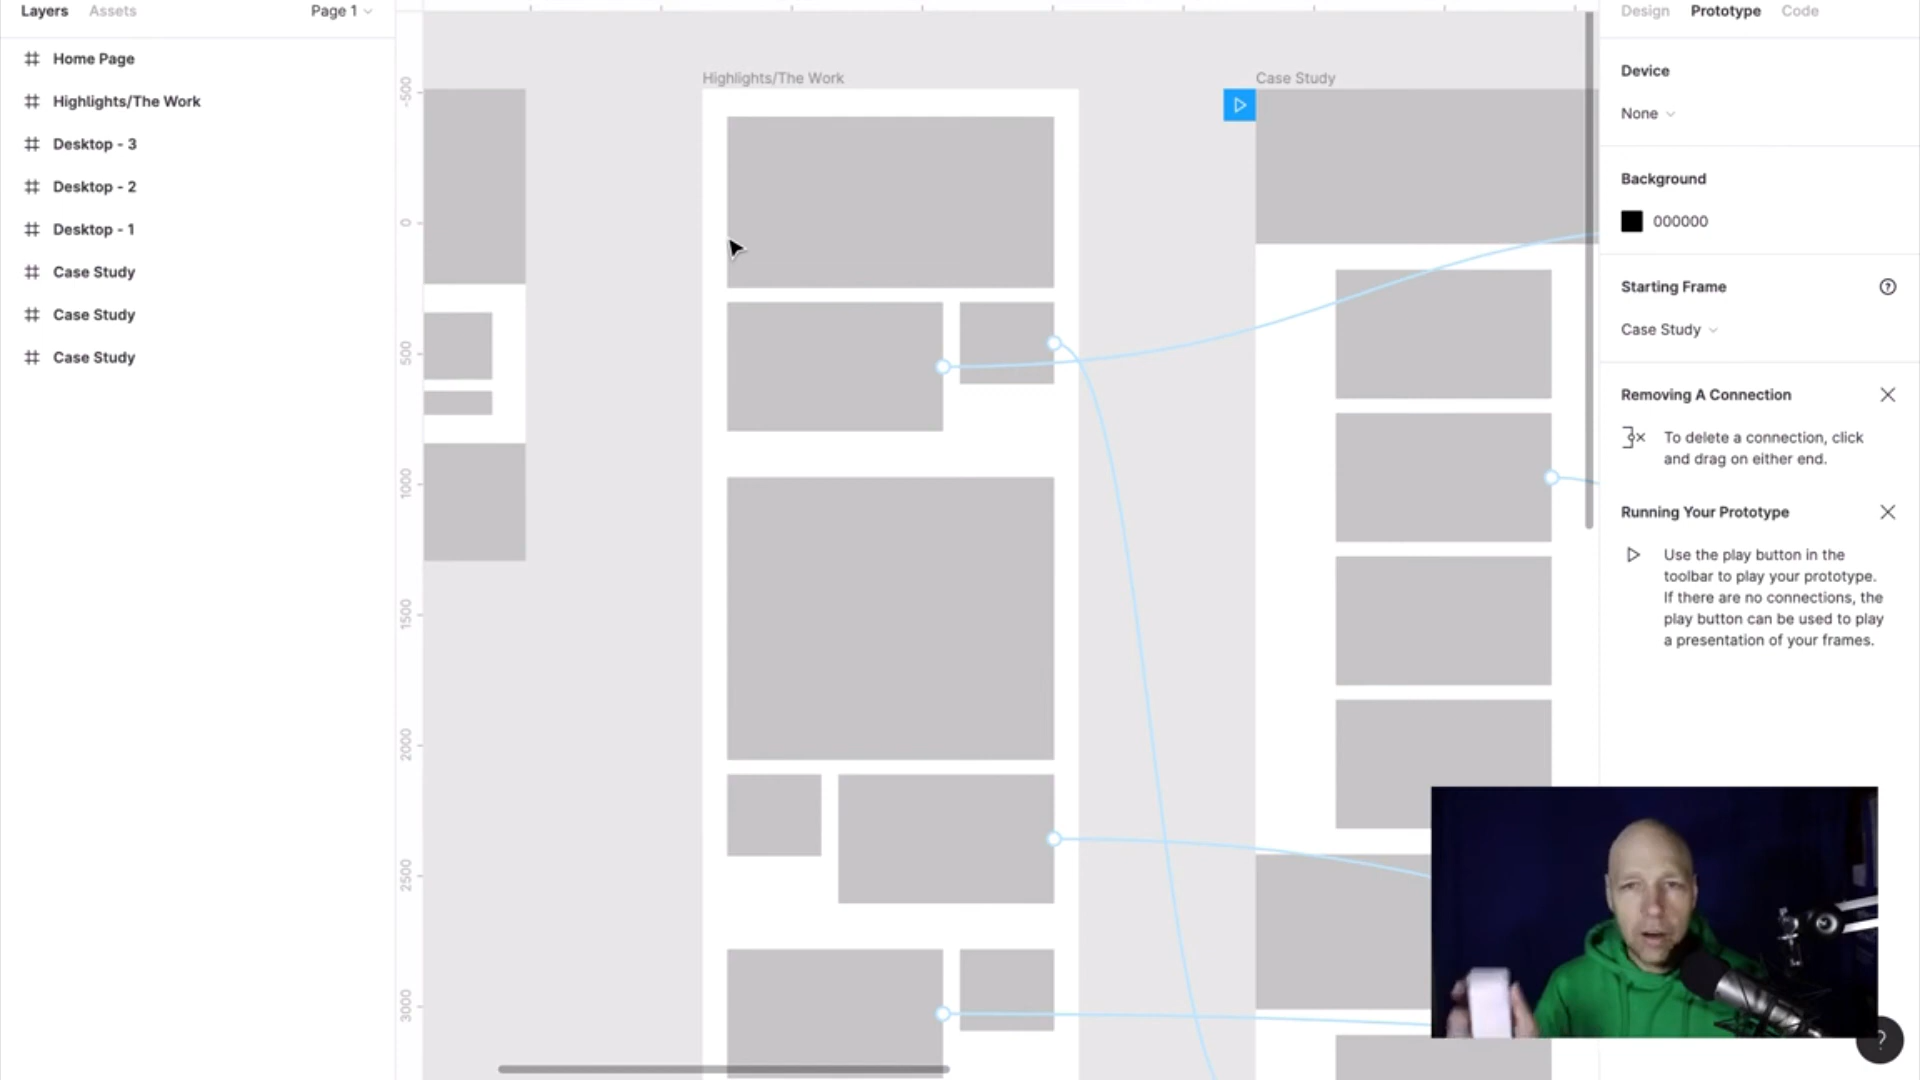 Layers Assets Page 1
Home Page
Highlights/The Work
Desktop - 3
Desktop - 2
Desktop - 1
Case Study
Case Study
Case Study
-500
0
500
1000
1500
2000
2500
3000
Highlights/The Work
Case Study
Design Prototype Code
Device
None
Background
000000
Starting Frame ?
Case Study
Removing A Connection
To delete a connection, click
and drag on either end.
Running Your Prototype
Use the play button in the
toolbar to play your prototype.
If there are no connections, the
play button can be used to play
a presentation of your frames.
?